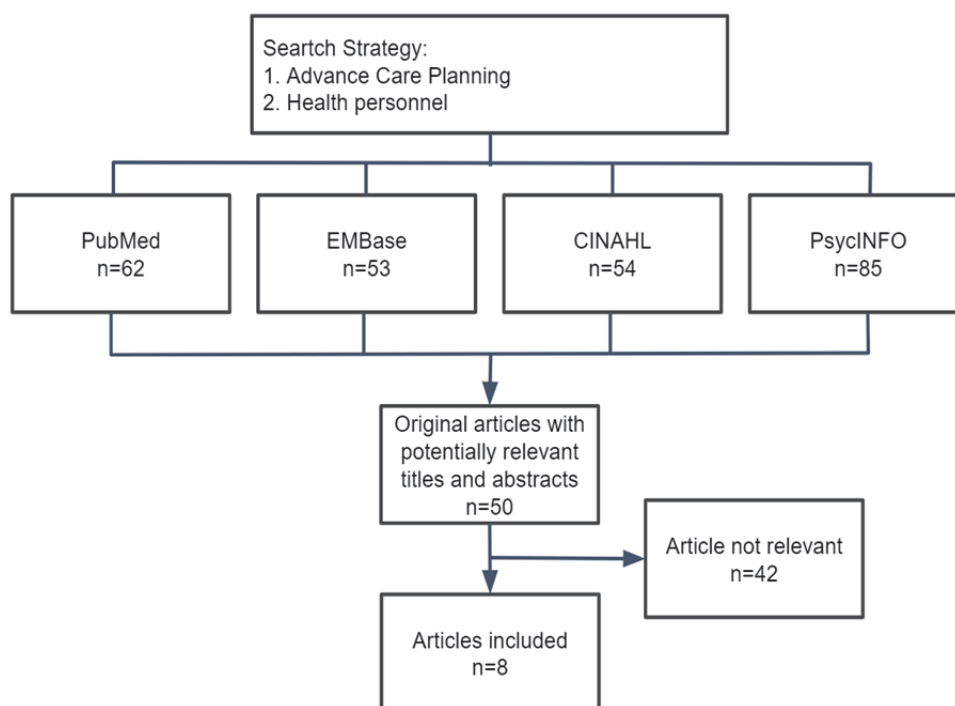 Seartch Strategy:
1. Advance Care Planning
2. Health personnel
PubMed
n=62
EMBase
n=53
CINAHL
n=54
PsycINFO
n=85
Original articles with
potentially relevant
titles and abstracts
n=50
Article not relevant
n=42
Articles included
n=8